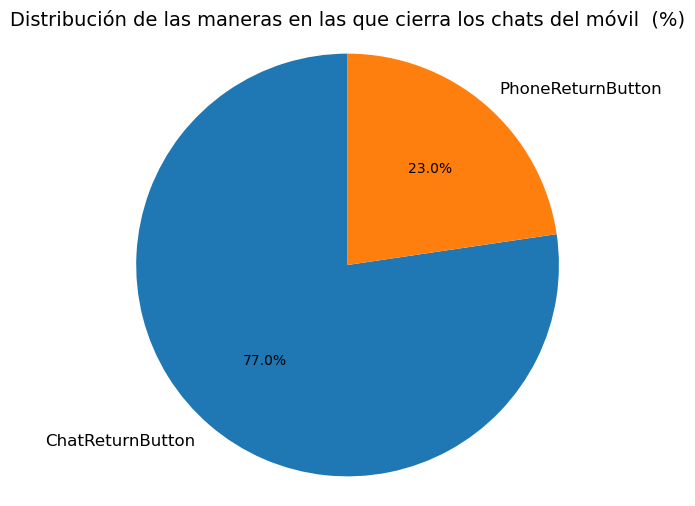 Distribución de las maneras en las que cierra los chats del móvil  (%)
PhoneReturnButton
23.0%
77.0%
ChatReturnButton